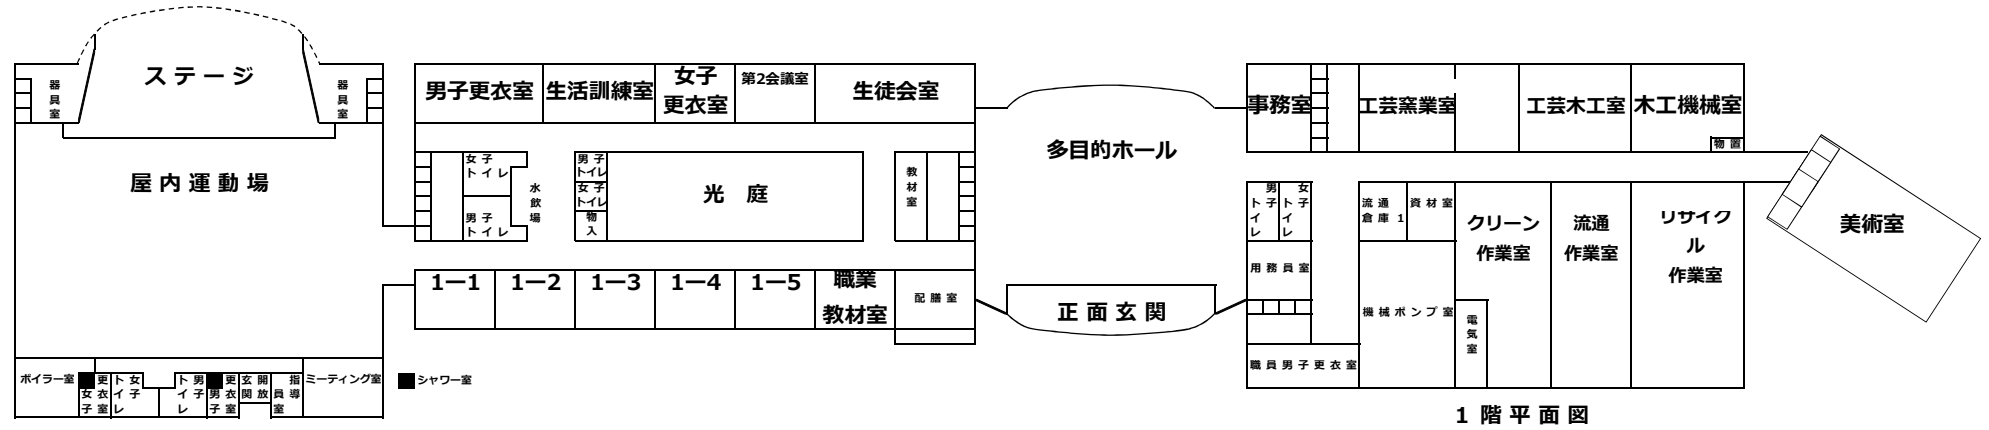 ステージ
器具室
器具室
屋内運動場
男子更衣室
生活訓練室
女子
更衣室
第2会議室
生徒会室
女子
トイレ
男子
トイレ
水飲場
男子
トイレ
女子
トイレ
物入
光庭
教材室
1ー1
1ー2
1ー3
1ー4
1ー5
職業
教材室
配膳室
多目的ホール
正面玄関
事務室
工芸窯業室
工芸木工室
木工機械室
物置
男子トイレ
女子トイレ
流通
倉庫1
資材室
クリーン
作業室
流通
作業室
リサイク
ル
作業室
美術室
用務員室
機械ポンプ室
電気室
職員男子更衣室
ボイラー室
女子更衣室
女子トイレ
男子トイレ
男子更衣室
開放玄関
指導員室
ミーティング室
シャワー室
1階平面図